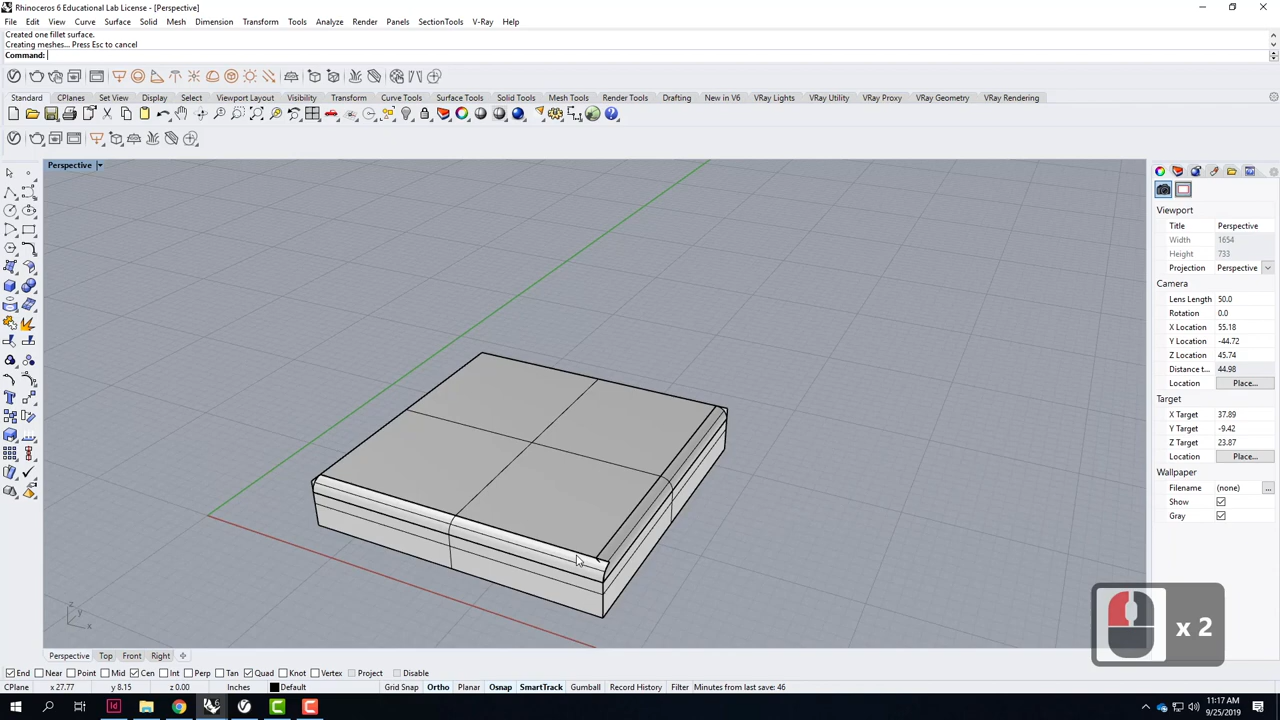 Rhinoceros 6 Educational Lab License - [Perspective]
File Edit View Curve Surface Solid Mesh Dimension Transform Tools Analyze Render Panels SectionTools V-Ray Help
Created one fillet surface.
Creating meshes... Press Esc to cancel
Command:
Standard CPlanes Set View Display Select Viewport Layout Visibility Transform Curve Tools Surface Tools Solid Tools Mesh Tools Render Tools Drafting New in V6 VRay Lights VRay Utility VRay Proxy VRay Geometry VRay Rendering
Perspective
Viewport
Title Perspective
Width 1654
Height 733
Projection Perspective
Camera
Lens Length 50.0
Rotation 0.0
X Location 55.18
Y Location -44.72
Z Location 45.74
Distance t... 44.98
Location Place...
Target
X Target 37.89
Y Target -9.42
Z Target 23.87
Location Place...
Wallpaper
Filename (none) ...
Show
Gray
z
y
x
x 2
Perspective Top Front Right
End Near Point Mid Cen Int Perp Tan Quad Knot Vertex Project Disable
CPlane x 27.77 y 8.15 z 0.00 Inches Default Grid Snap Ortho Planar Osnap SmartTrack Gumball Record History Filter Minutes from last save: 46
11:17 AM
9/25/2019